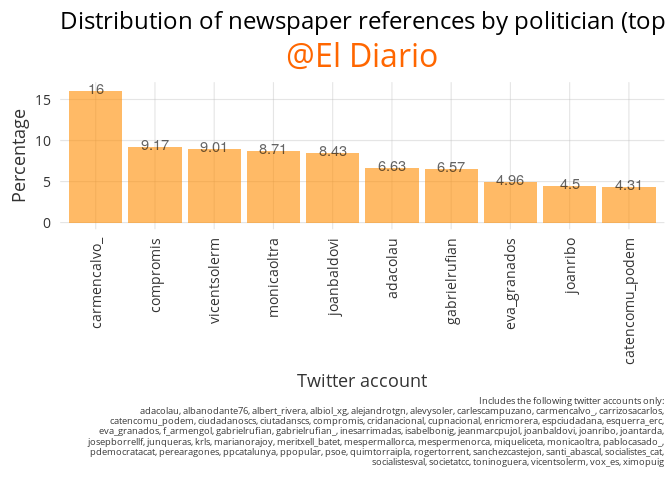 Distribution of newspaper references by politician (top
@El Diario
Percentage
15
10
5
0
16
9.17
9.01
8.71
8.43
6.63
6.57
4.96
4.5
4.31
carmencalvo_
compromis
vicentsolerm
monicaoltra
joanbaldovi
adacolau
gabrielrufian
eva_granados
joanribo
catencomu_podem
Twitter account
Includes the following twitter accounts only:
adacolau, albanodante76, albert_rivera, albiol_xg, alejandrotgn, alevysoler, carlescampuzano, carmencalvo_, carrizosacarlos,
catencomu_podem, ciudadanoscs, ciutadanscs, compromis, cridanacional, cupnacional, enricmorera, espciudadana, esquerra_erc,
eva_granados, f_armengol, gabrielrufian, gabrielrufian_, inesarrimadas, isabelbonig, jeanmarcpujol, joanbaldovi, joanribo, joantarda,
josepborrellf, junqueras, krls, marianorajoy, meritxell_batet, mespermallorca, mespermenorca, miqueliceta, monicaoltra, pablocasado_,
pdemocratacat, perearagones, ppcatalunya, ppopular, psoe, quimtorraipla, rogertorrent, sanchezcastejon, santi_abascal, socialistes_cat,
socialistesval, societatcc, toninoguera, vicentsolerm, vox_es, ximopuig